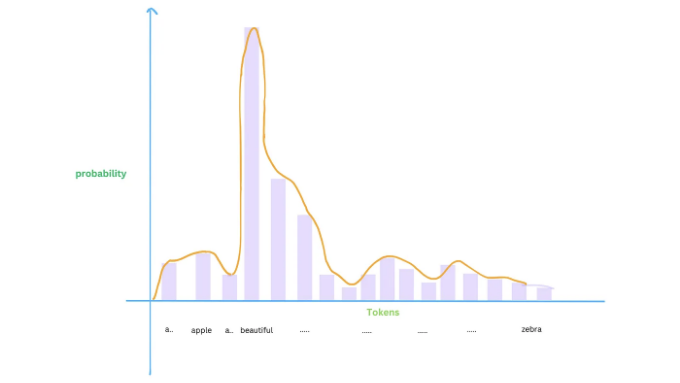 probability
Tokens
a.. apple a.. beautiful ..... ..... ..... ..... zebra